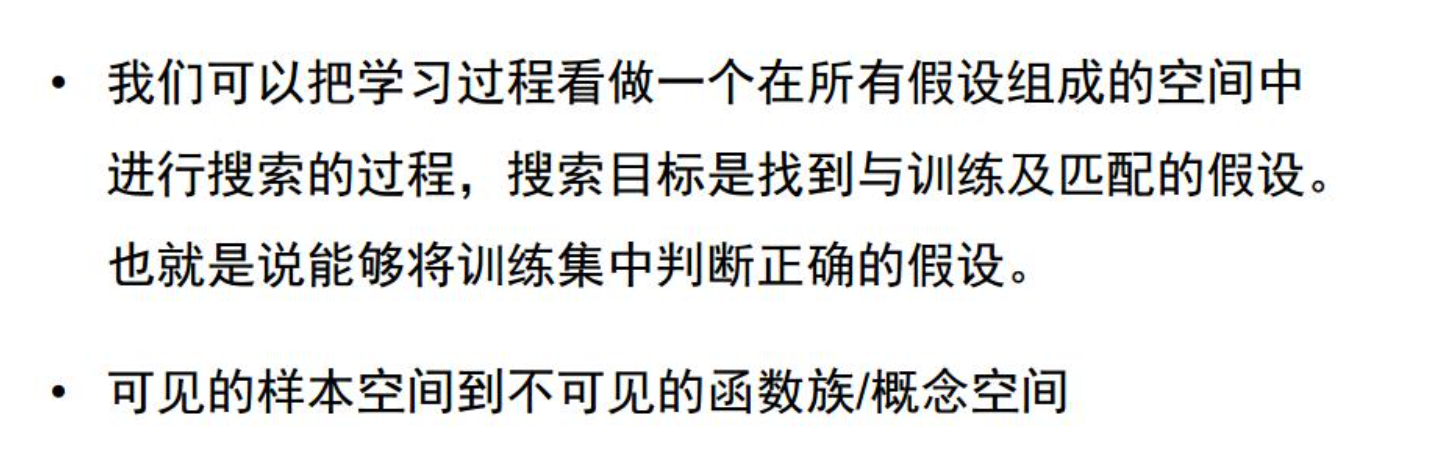 • 我们可以把学习过程看做一个在所有假设组成的空间中
进行搜索的过程，搜索目标是找到与训练及匹配的假设。
也就是说能够将训练集中判断正确的假设。
• 可见的样本空间到不可见的函数族/概念空间